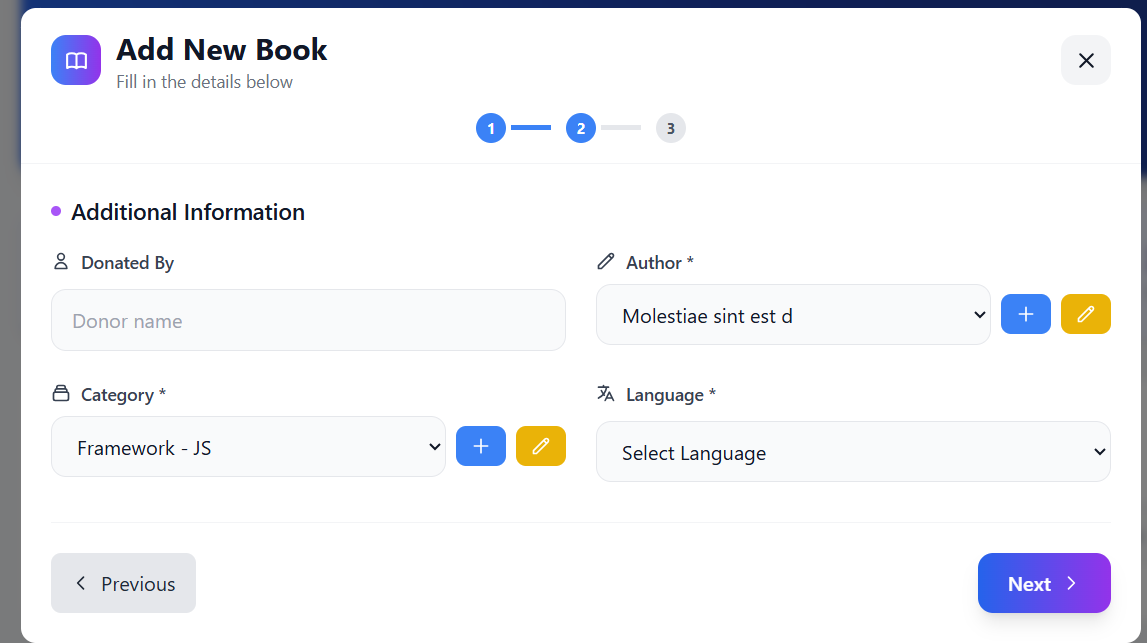 Add New Book
Fill in the details below
1 2 3
Additional Information
Donated By
Donor name
Author *
Molestiae sint est d
Category *
Framework - JS
Language *
Select Language
Previous
Next